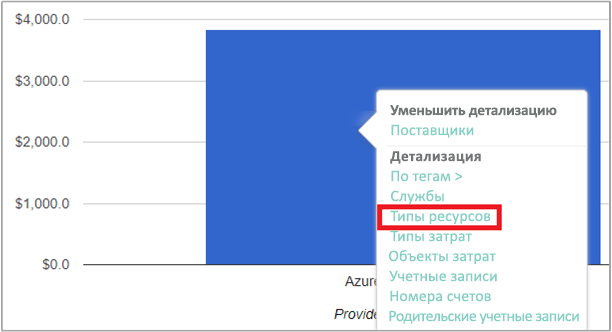 $4,000.0
$3,000.0
$2,000.0
$1,000.0
$0.0
Уменьшить детализацию
Поставщики
Детализация
По тегам >
Службы
Типы ресурсов
Типы затрат
Объекты затрат
Учетные записи
Номера счетов
Родительские учетные записи
Azure